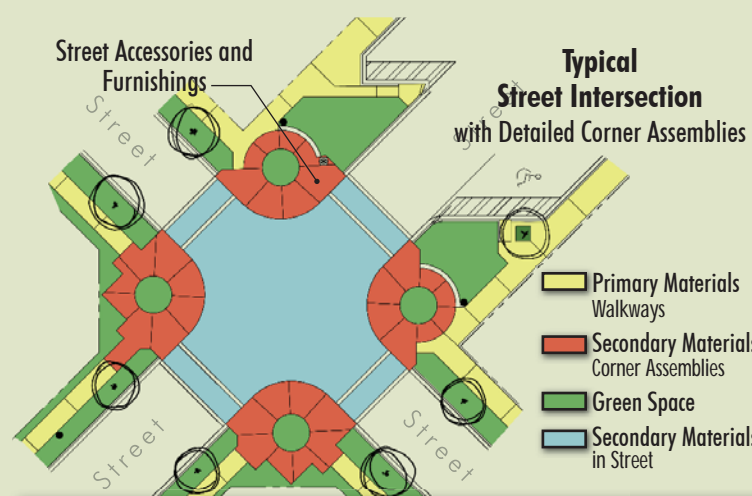 Street Accessories and
Furnishings
Typical
Street Intersection
with Detailed Corner Assemblies
Street
Street
Primary Materials
Walkways
Secondary Materials
Corner Assemblies
Green Space
Secondary Materials
in Street
Street
Street